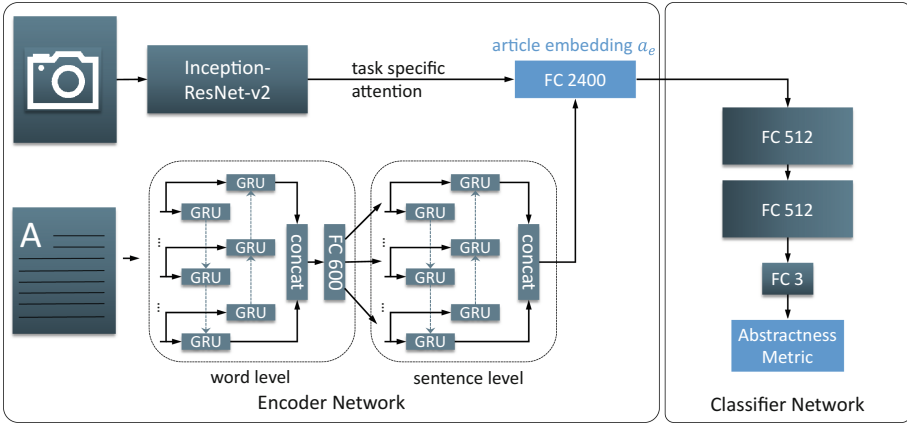 Inception-
ResNet-v2
task specific
attention
article embedding aₑ
FC 2400
FC 512
FC 512
FC 3
Abstractness
Metric
A
GRU
GRU
...
GRU
GRU
...
GRU
GRU
concat
FC 600
GRU
GRU
...
GRU
GRU
...
GRU
GRU
concat
word level
sentence level
Encoder Network
Classifier Network